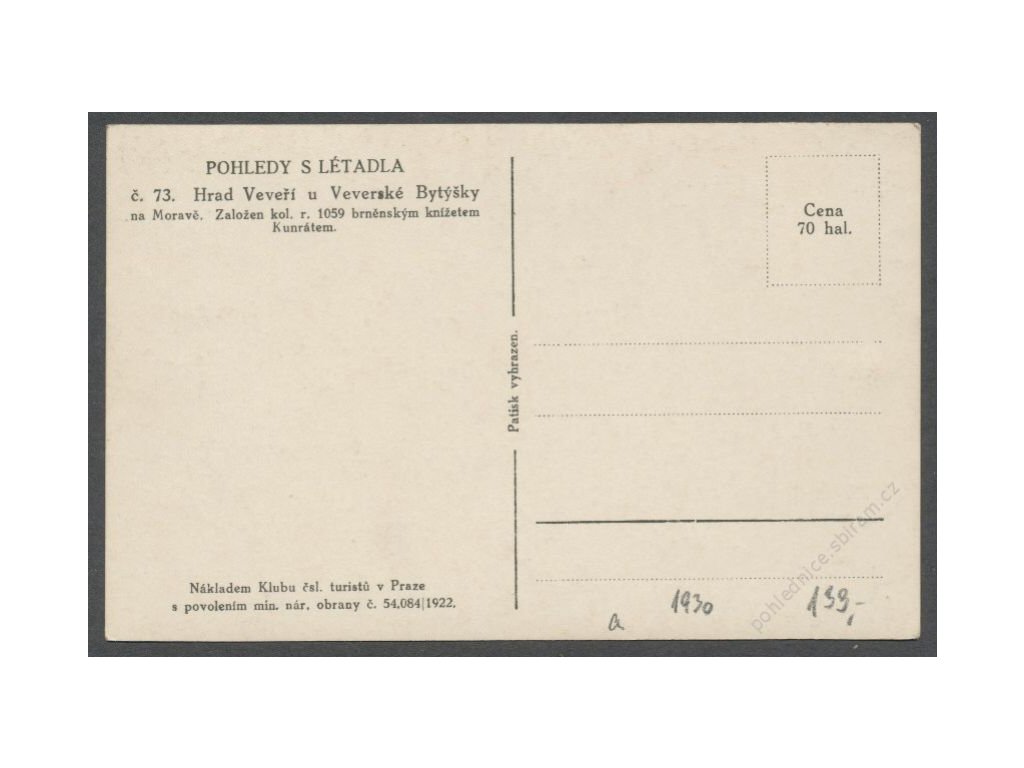 POHLEDY S LÉTADLA
č. 73. Hrad Veveří u Veverské Bytýšky
na Moravě. Založen kol. r. 1059 brněnským knížetem
Kunrátem.
Cena
70 hal.
Patisk vyhrazen.
Nákladem Klubu čsl. turistů v Praze
s povolením min. nár. obrany č. 54.084|1922.
a
1930
199,-
pohlednice.sbiram.cz